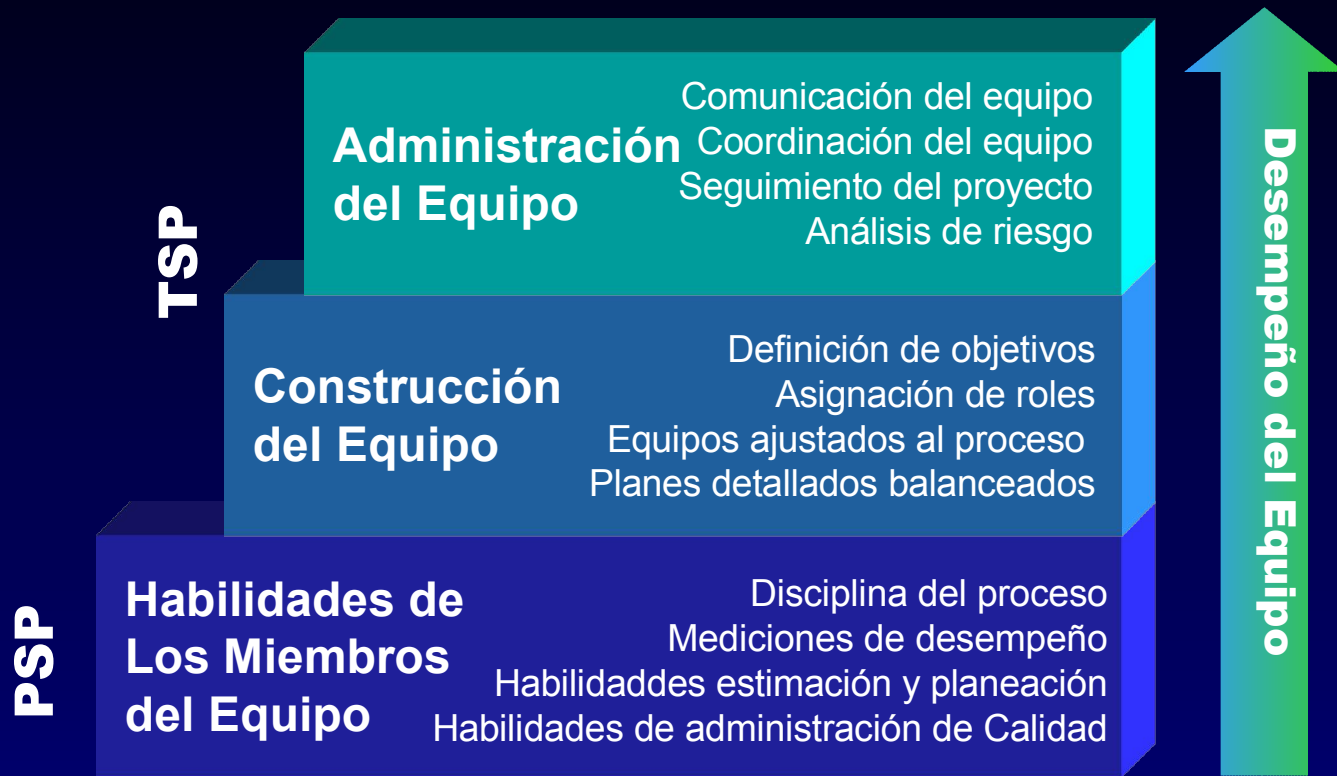 TSP
Administración
del Equipo
Comunicación del equipo
Coordinación del equipo
Seguimiento del proyecto
Análisis de riesgo
Construcción
del Equipo
Definición de objetivos
Asignación de roles
Equipos ajustados al proceso
Planes detallados balanceados
PSP
Habilidades de
Los Miembros
del Equipo
Disciplina del proceso
Mediciones de desempeño
Habilidaddes estimación y planeación
Habilidades de administración de Calidad
Desempeño del Equipo